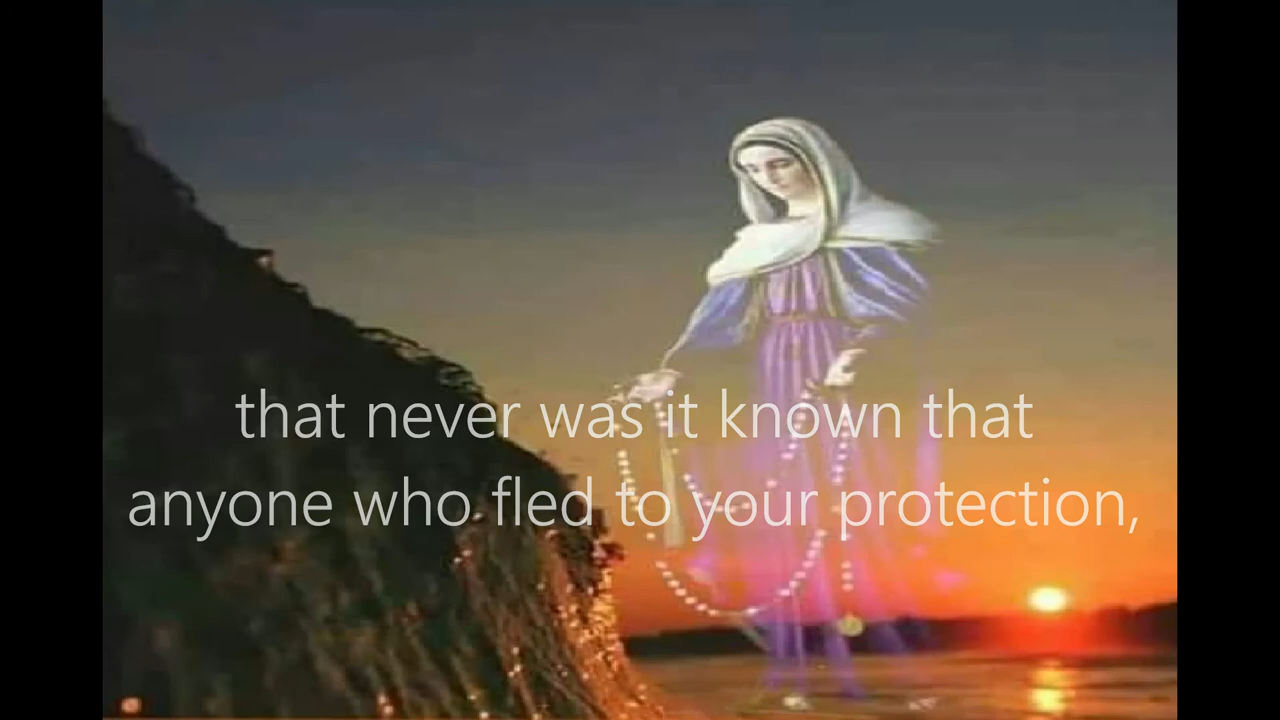 that never was it known that
anyone who fled to your protection,